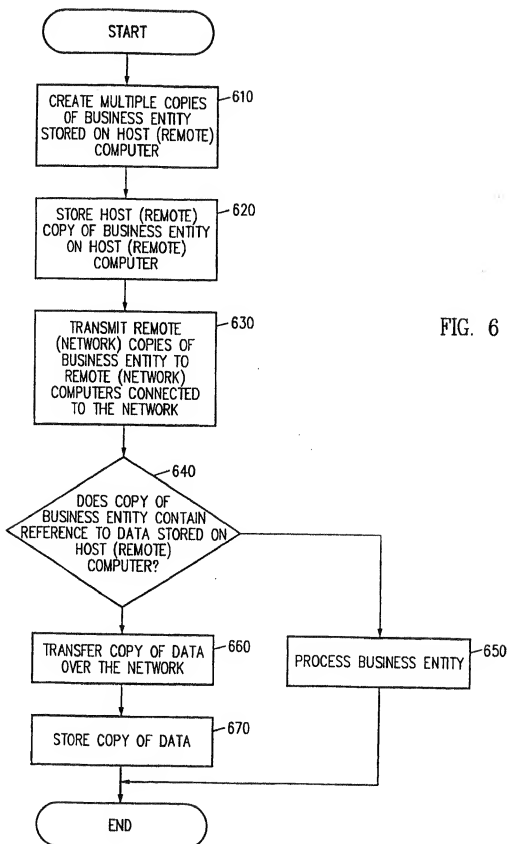 START
610
CREATE MULTIPLE COPIES
OF BUSINESS ENTITY
STORED ON HOST (REMOTE)
COMPUTER
620
STORE HOST (REMOTE)
COPY OF BUSINESS ENTITY
ON HOST (REMOTE)
COMPUTER
630
TRANSMIT REMOTE
(NETWORK) COPIES OF
BUSINESS ENTITY TO
REMOTE (NETWORK)
COMPUTERS CONNECTED
TO THE NETWORK
FIG. 6
640
DOES COPY OF
BUSINESS ENTITY CONTAIN
REFERENCE TO DATA STORED ON
HOST (REMOTE)
COMPUTER?
660
TRANSFER COPY OF DATA
OVER THE NETWORK
650
PROCESS BUSINESS ENTITY
670
STORE COPY OF DATA
END